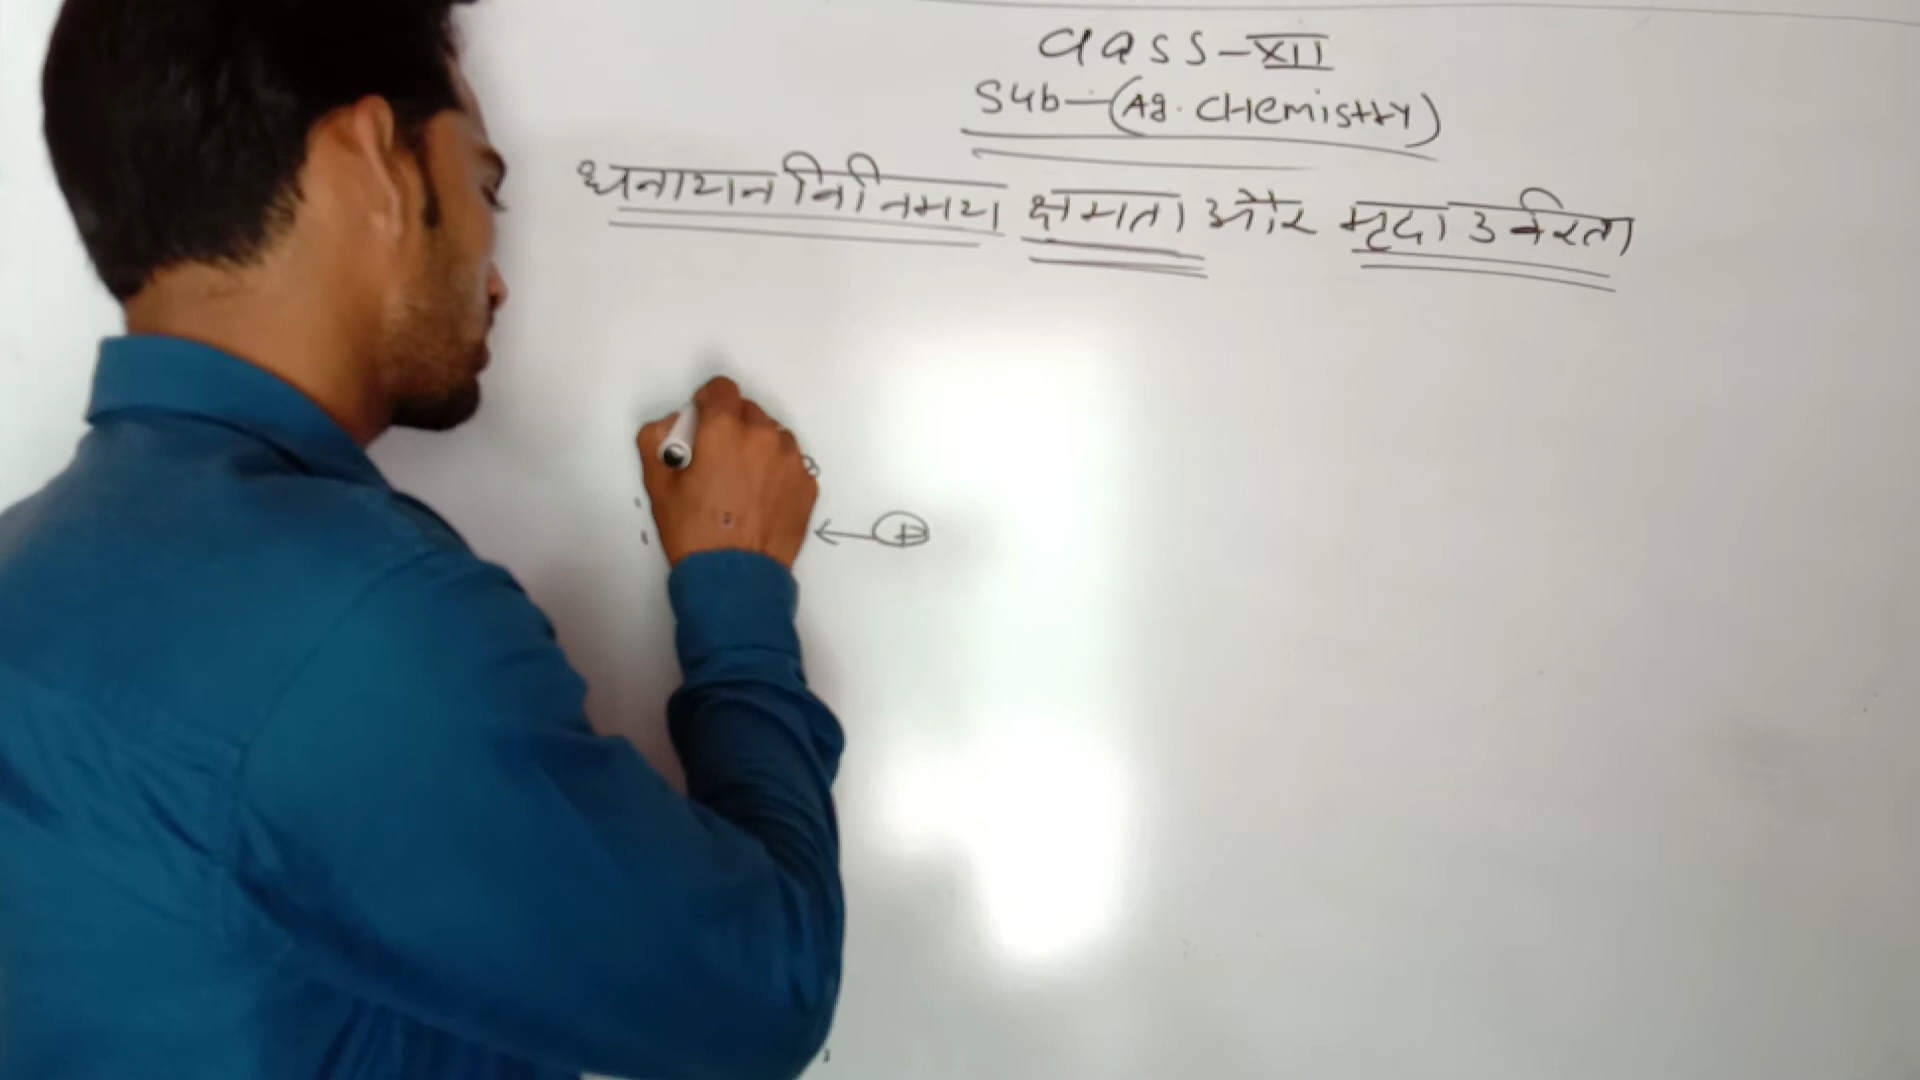 Class-XII
Sub-(Ag. Chemistry)
धनायन विनिमय क्षमता और मृदा उर्वरता